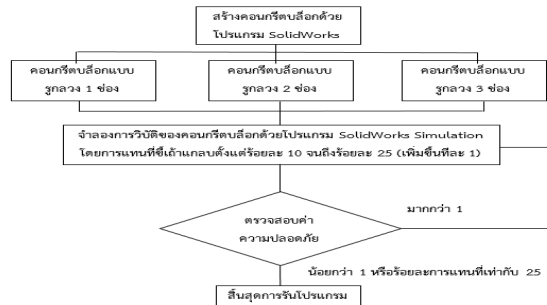 สร้างคอนกรีตบล็อกด้วย
โปรแกรม SolidWorks
คอนกรีตบล็อกแบบ
รูกลวง 1 ช่อง
คอนกรีตบล็อกแบบ
รูกลวง 2 ช่อง
คอนกรีตบล็อกแบบ
รูกลวง 3 ช่อง
จำลองการวิบัติของคอนกรีตบล็อกด้วยโปรแกรม SolidWorks Simulation
โดยการแทนที่ขี้เถ้าแกลบตั้งแต่ร้อยละ 10 จนถึงร้อยละ 25 (เพิ่มขึ้นทีละ 1)
มากกว่า 1
ตรวจสอบค่า
ความปลอดภัย
น้อยกว่า 1 หรือร้อยละการแทนที่เท่ากับ 25
สิ้นสุดการรันโปรแกรม